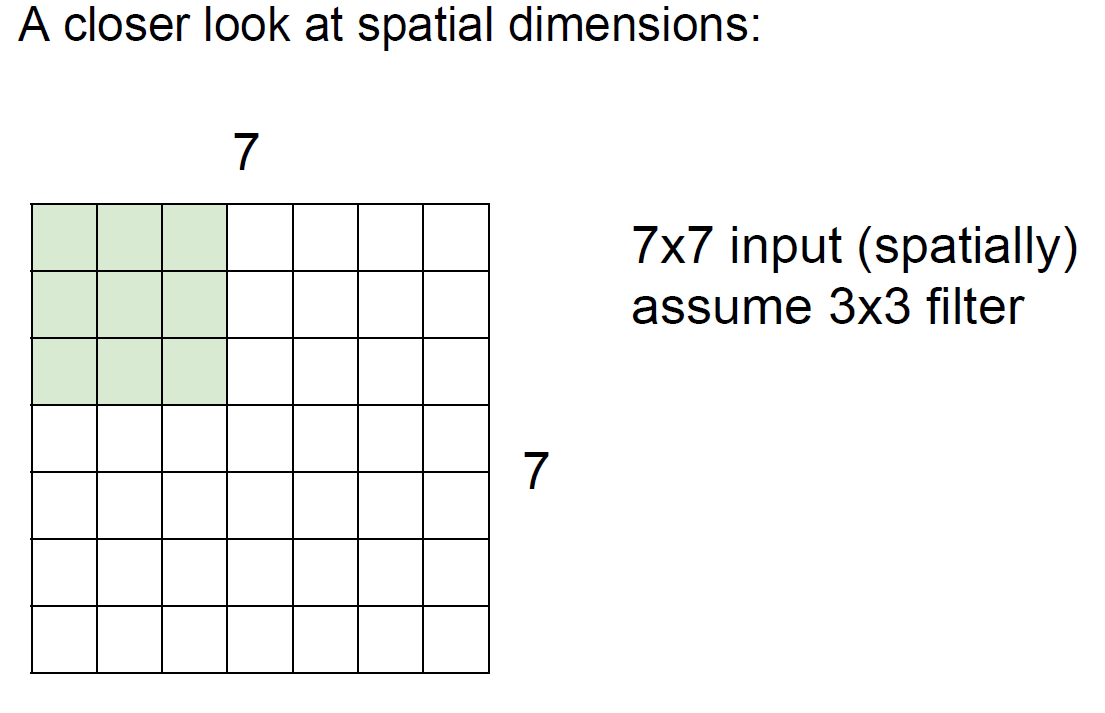 A closer look at spatial dimensions:
7
7x7 input (spatially)
assume 3x3 filter
7